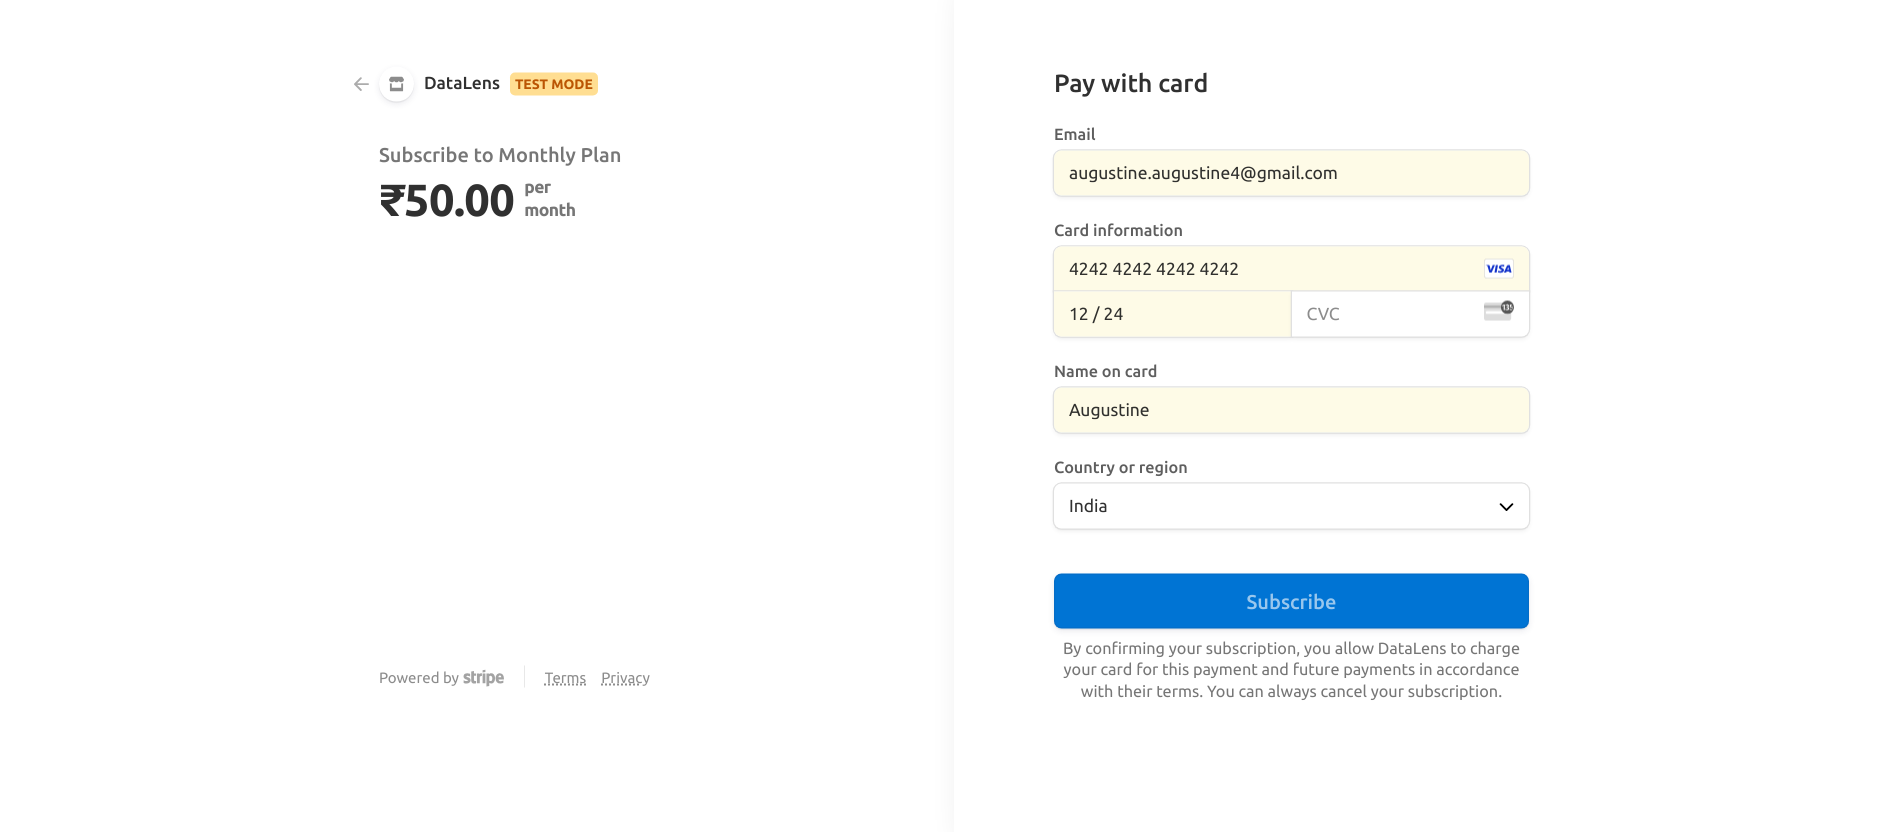 DataLens TEST MODE
Subscribe to Monthly Plan
₹50.00 per
month
Powered by stripe Terms Privacy
Pay with card
Email
augustine.augustine4@gmail.com
Card information
4242 4242 4242 4242 VISA
12 / 24 CVC 135
Name on card
Augustine
Country or region
India
Subscribe
By confirming your subscription, you allow DataLens to charge
your card for this payment and future payments in accordance
with their terms. You can always cancel your subscription.